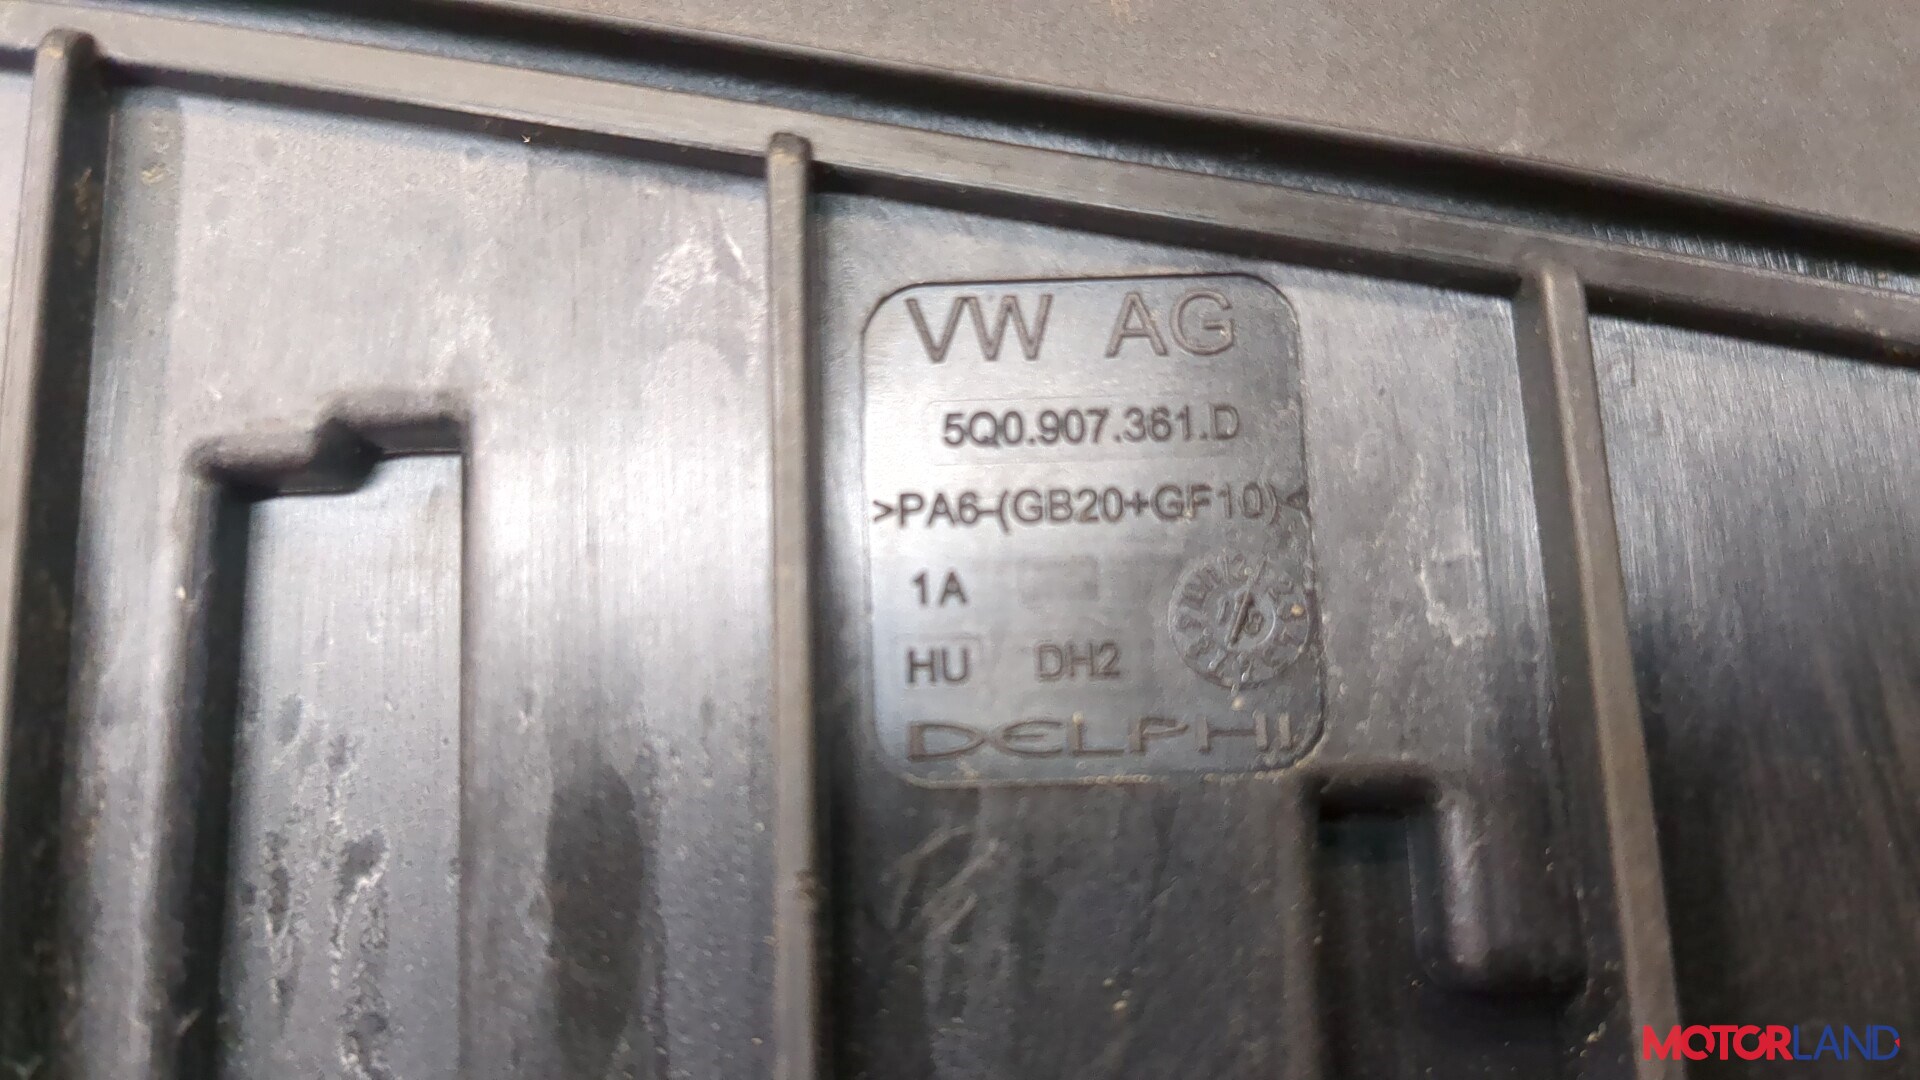 VW AG
5Q0.907.361.D
>PA6-(GB20+GF10)<
1A
HU DH2
DELPHI
MOTORLAND